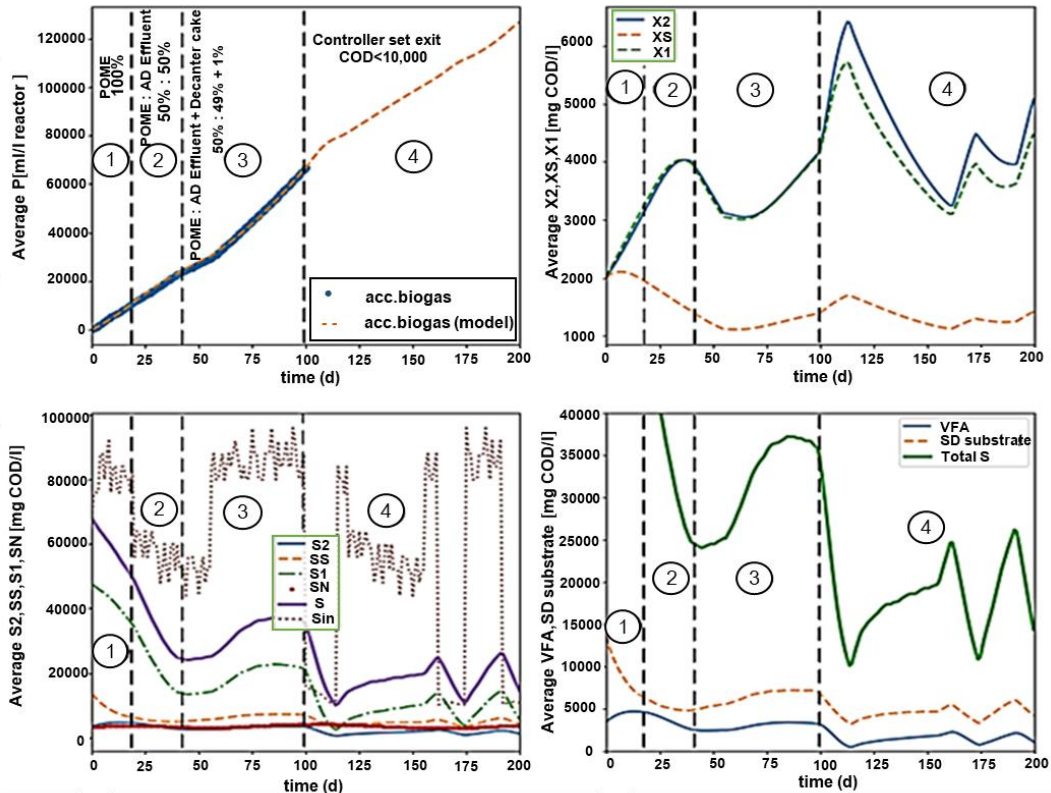 Average P[ml/l reactor]
120000
100000
80000
60000
40000
20000
0
POME
100%
POME : AD Effluent
50% : 50%
POME : AD Effluent + Decanter cake
50% : 49% + 1%
Controller set exit
COD<10,000
1
2
3
4
acc.biogas
acc.biogas (model)
0 25 50 75 100 125 150 175 200
time (d)
Average X2,XS,X1 [mg COD/l]
6000
5000
4000
3000
2000
1000
X2
XS
X1
1
2
3
4
0 25 50 75 100 125 150 175 200
time (d)
Average S2,SS,S1,SN [mg COD/l]
100000
80000
60000
40000
20000
0
1
2
3
4
S2
SS
S1
SN
S
Sin
0 25 50 75 100 125 150 175 200
time (d)
Average VFA,SD substrate [mg COD/l]
40000
35000
30000
25000
20000
15000
10000
5000
0
VFA
SD substrate
Total S
1
2
3
4
0 25 50 75 100 125 150 175 200
time (d)